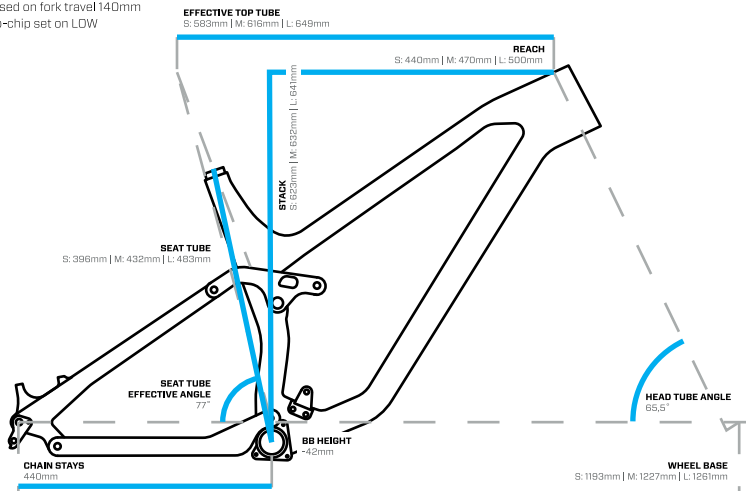 sed on fork travel 140mm
-chip set on LOW
EFFECTIVE TOP TUBE
S: 583mm | M: 616mm | L: 649mm
REACH
S: 440mm | M: 470mm | L: 500mm
STACK
S: 623mm | M: 632mm | L: 641mm
SEAT TUBE
S: 396mm | M: 432mm | L: 483mm
SEAT TUBE
EFFECTIVE ANGLE
77°
HEAD TUBE ANGLE
65,5°
BB HEIGHT
-42mm
CHAIN STAYS
440mm
WHEEL BASE
S: 1193mm | M: 1227mm | L: 1261mm